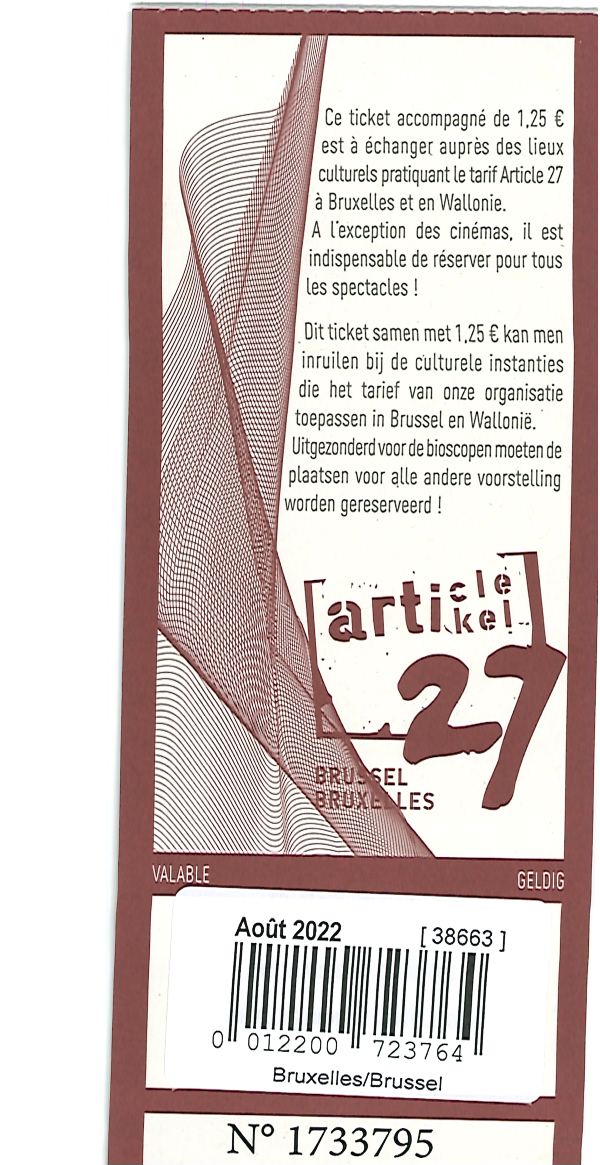 Ce ticket accompagné de 1,25 €
est à échanger auprès des lieux
culturels pratiquant le tarif Article 27
à Bruxelles et en Wallonie.
A l'exception des cinémas, il est
indispensable de réserver pour tous
les spectacles !
Dit ticket samen met 1,25 € kan men
inruilen bij de culturele instanties
die het tarief van onze organisatie
toepassen in Brussel en Wallonië.
Uitgezonderd voor de bioscopen moeten de
plaatsen voor alle andere voorstelling
worden gereserveerd !
[article
kel]
27
BRUSSEL
BRUXELLES
VALABLE GELDIG
Août 2022 [ 38663 ]
0 012200 723764
Bruxelles/Brussel
N° 1733795